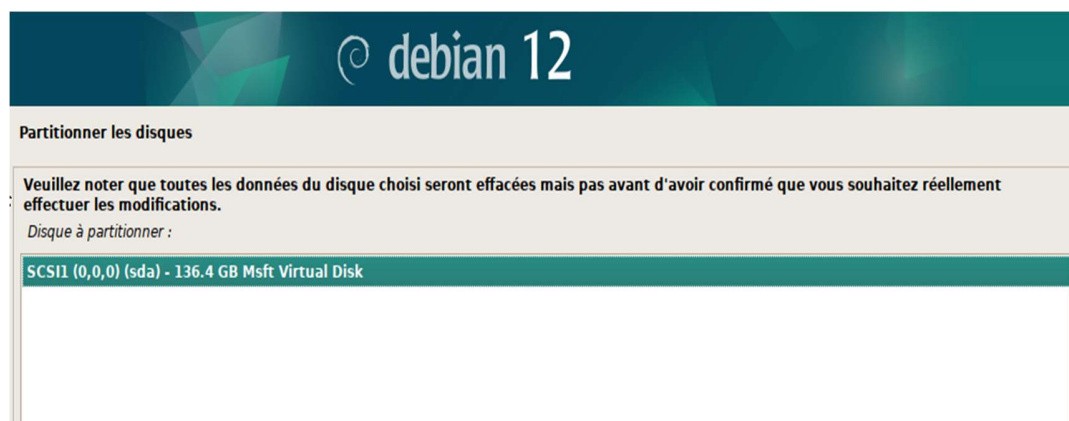 debian 12
Partitionner les disques
Veuillez noter que toutes les données du disque choisi seront effacées mais pas avant d'avoir confirmé que vous souhaitez réellement
effectuer les modifications.
Disque à partitionner :
SCSI1 (0,0,0) (sda) - 136.4 GB Msft Virtual Disk